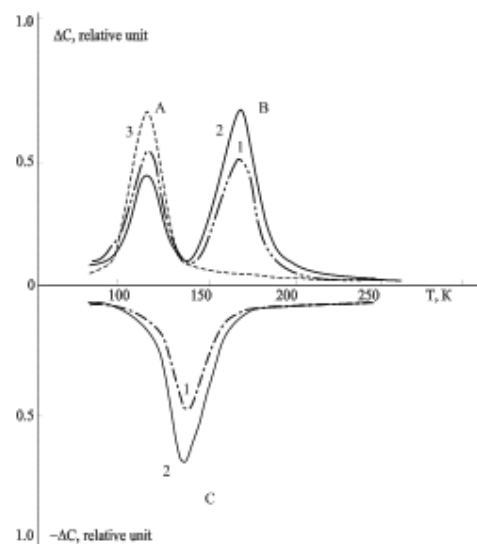 1.0
ΔC, relative unit
3
A
2
B
1
0.5
0
100
150
200
250
T, K
1
0.5
2
C
1.0
−ΔC, relative unit